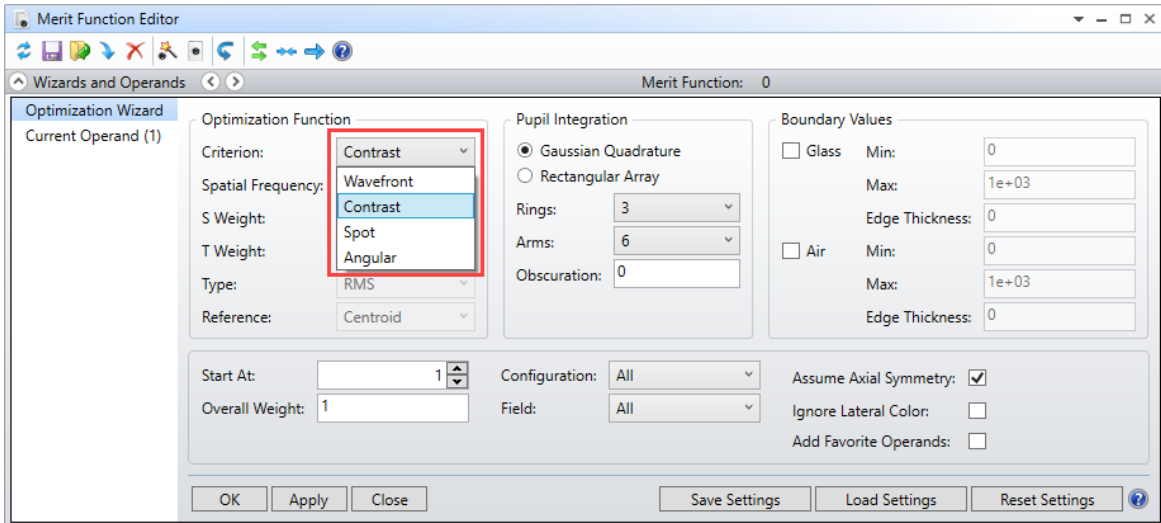 Merit Function Editor
Wizards and Operands Merit Function: 0
Optimization Wizard
Current Operand (1)
Optimization Function
Criterion: Contrast
Wavefront
Contrast
Spot
Angular
Spatial Frequency:
S Weight:
T Weight:
Type: RMS
Reference: Centroid
Pupil Integration
Gaussian Quadrature
Rectangular Array
Rings: 3
Arms: 6
Obscuration: 0
Boundary Values
Glass Min: 0
Max: 1e+03
Edge Thickness: 0
Air Min: 0
Max: 1e+03
Edge Thickness: 0
Start At: 1
Overall Weight: 1
Configuration: All
Field: All
Assume Axial Symmetry:
Ignore Lateral Color:
Add Favorite Operands:
OK Apply Close Save Settings Load Settings Reset Settings